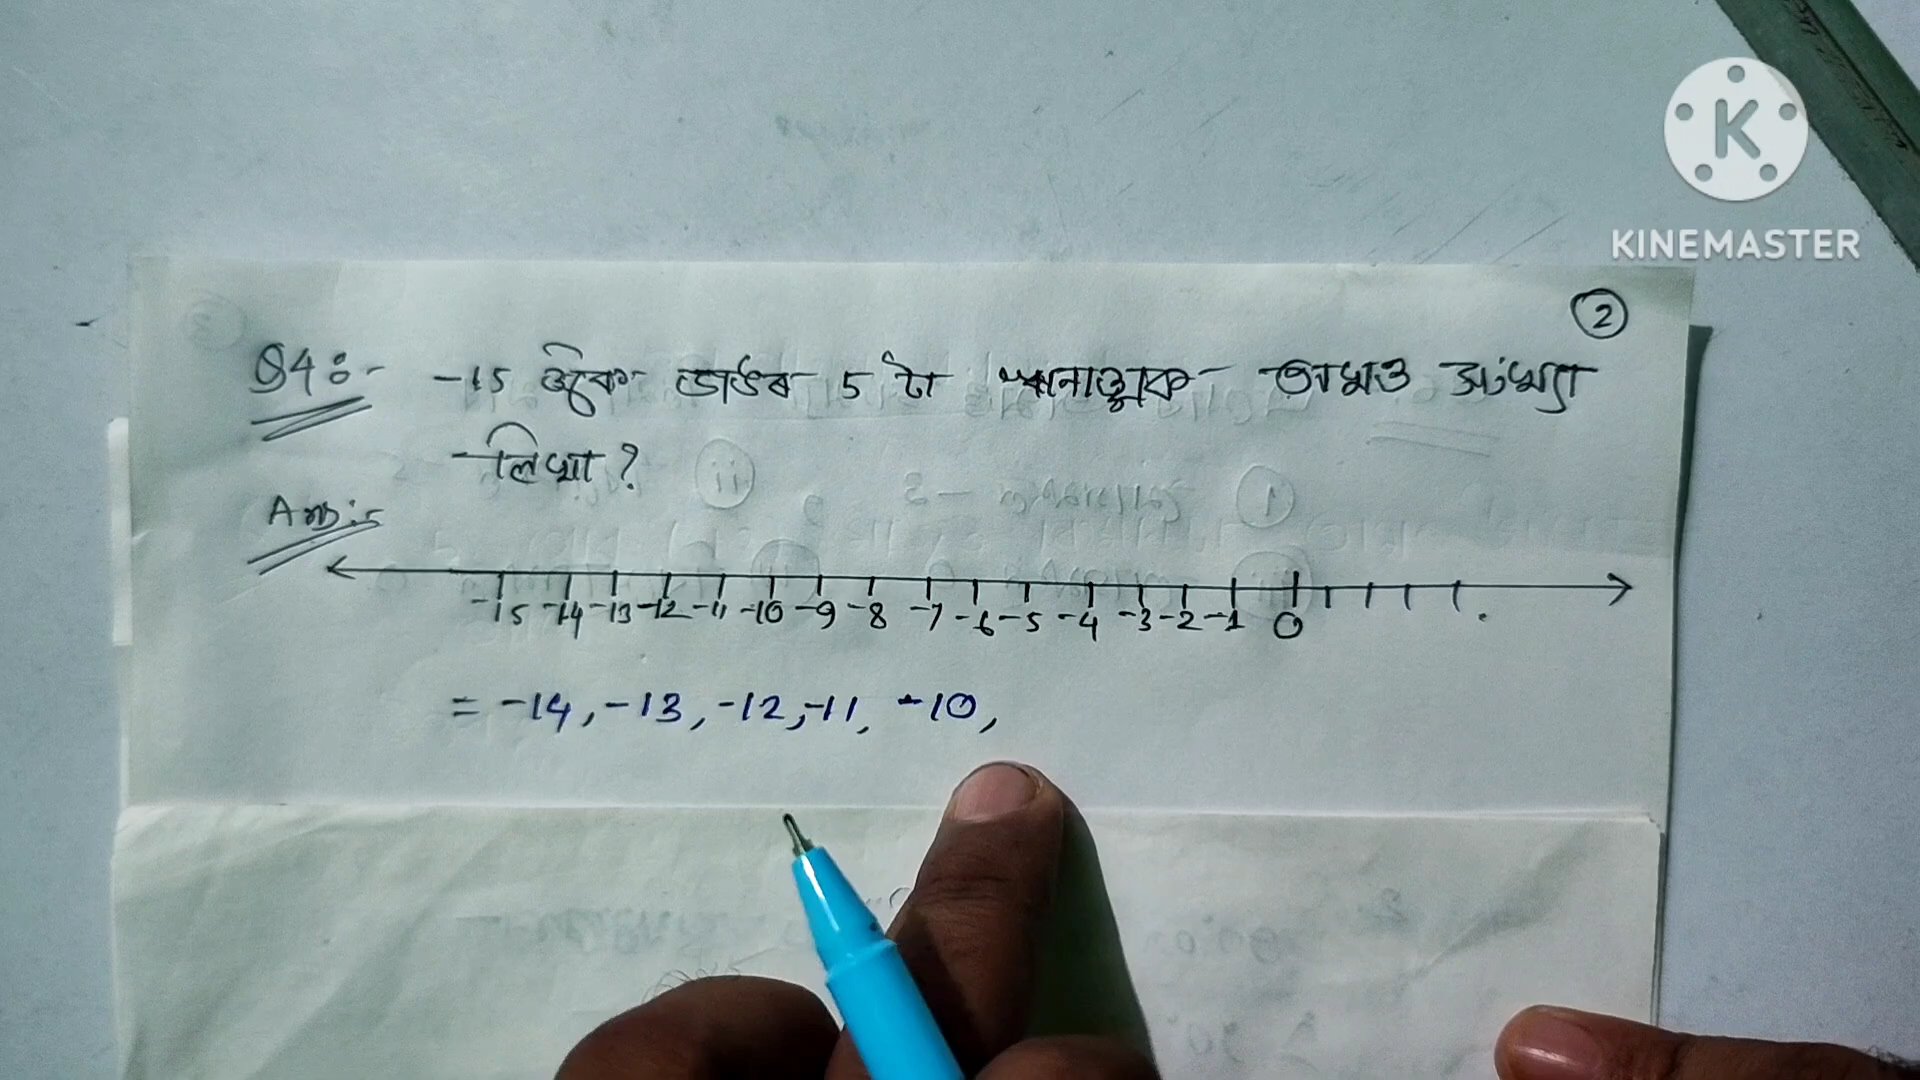 K
KINEMASTER
2
Q4:- -15 তকৈ ডাঙৰ 5 টা ঋনাত্মক অখণ্ড সংখ্যা
লিখা?
Ans:-
-15 -14 -13 -12 -11 -10 -9 -8 -7 -6 -5 -4 -3 -2 -1 0
= -14, -13, -12, -11, -10,